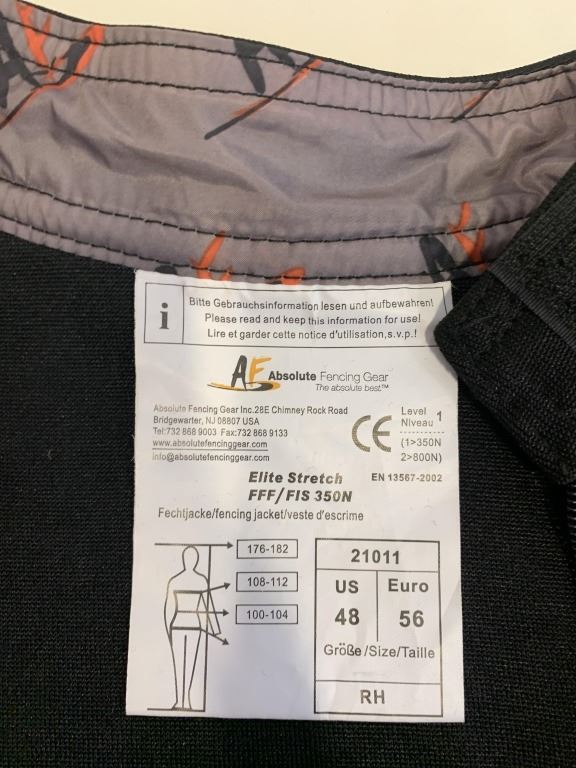 i
Bitte Gebrauchsinformation lesen und aufbewahren!
Please read and keep this information for use!
Lire et garder cette notice d'utilisation,s.v.p.!
AF Absolute Fencing Gear
The absolute best.™
Absolute Fencing Gear Inc.28E Chimney Rock Road
Bridgewarter, NJ 08807 USA
Tel:732 868 9003 Fax:732 868 9133
www.absolutefencinggear.com
info@absolutefencinggear.com
CE
Level 1
Niveau
(1>350N
2>800N)
Elite Stretch
FFF/FIS 350N
EN 13567-2002
Fechtjacke/fencing jacket/veste d'escrime
176-182
108-112
100-104
21011
US Euro
48 56
Größe/Size/Taille
RH